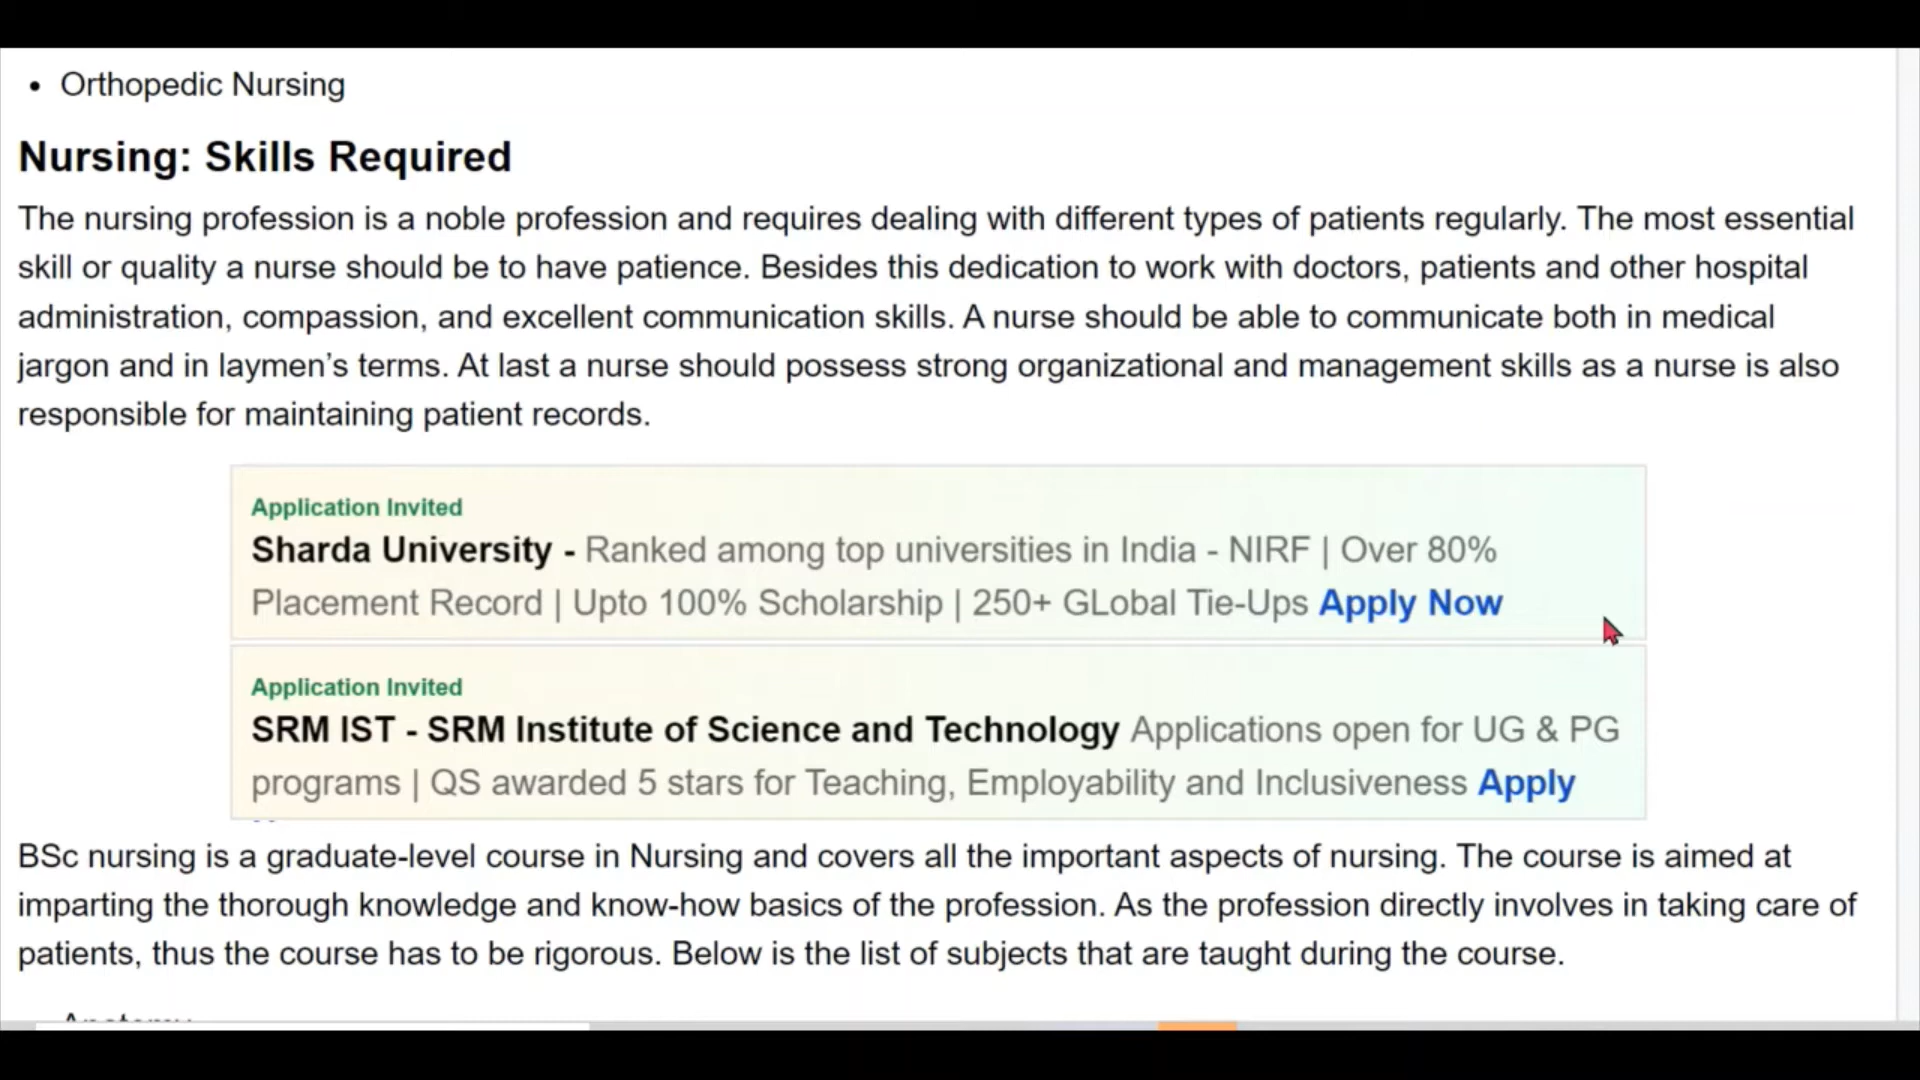 Orthopedic Nursing
Nursing: Skills Required
The nursing profession is a noble profession and requires dealing with different types of patients regularly. The most essential
skill or quality a nurse should be to have patience. Besides this dedication to work with doctors, patients and other hospital
administration, compassion, and excellent communication skills. A nurse should be able to communicate both in medical
jargon and in laymen’s terms. At last a nurse should possess strong organizational and management skills as a nurse is also
responsible for maintaining patient records.
Application Invited
Sharda University - Ranked among top universities in India - NIRF | Over 80%
Placement Record | Upto 100% Scholarship | 250+ GLobal Tie-Ups Apply Now
Application Invited
SRM IST - SRM Institute of Science and Technology Applications open for UG & PG
programs | QS awarded 5 stars for Teaching, Employability and Inclusiveness Apply
BSc nursing is a graduate-level course in Nursing and covers all the important aspects of nursing. The course is aimed at
imparting the thorough knowledge and know-how basics of the profession. As the profession directly involves in taking care of
patients, thus the course has to be rigorous. Below is the list of subjects that are taught during the course.